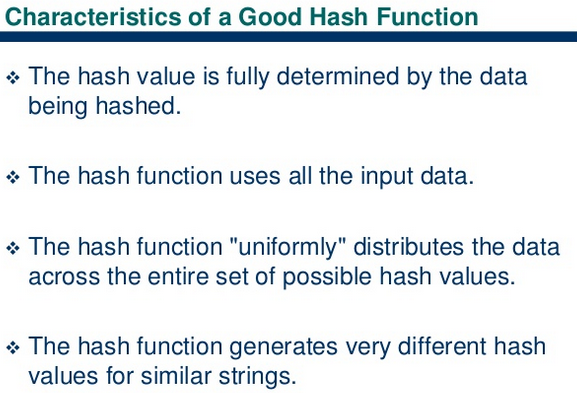 Characteristics of a Good Hash Function
❖ The hash value is fully determined by the data
being hashed.
❖ The hash function uses all the input data.
❖ The hash function "uniformly" distributes the data
across the entire set of possible hash values.
❖ The hash function generates very different hash
values for similar strings.